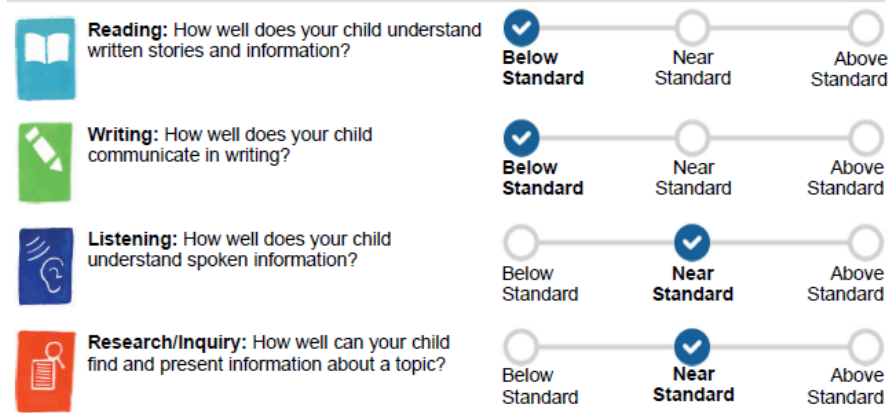 Reading: How well does your child understand
written stories and information?
Below
Standard
Near
Standard
Above
Standard
Writing: How well does your child
communicate in writing?
Below
Standard
Near
Standard
Above
Standard
Listening: How well does your child
understand spoken information?
Below
Standard
Near
Standard
Above
Standard
Research/Inquiry: How well can your child
find and present information about a topic?
Below
Standard
Near
Standard
Above
Standard